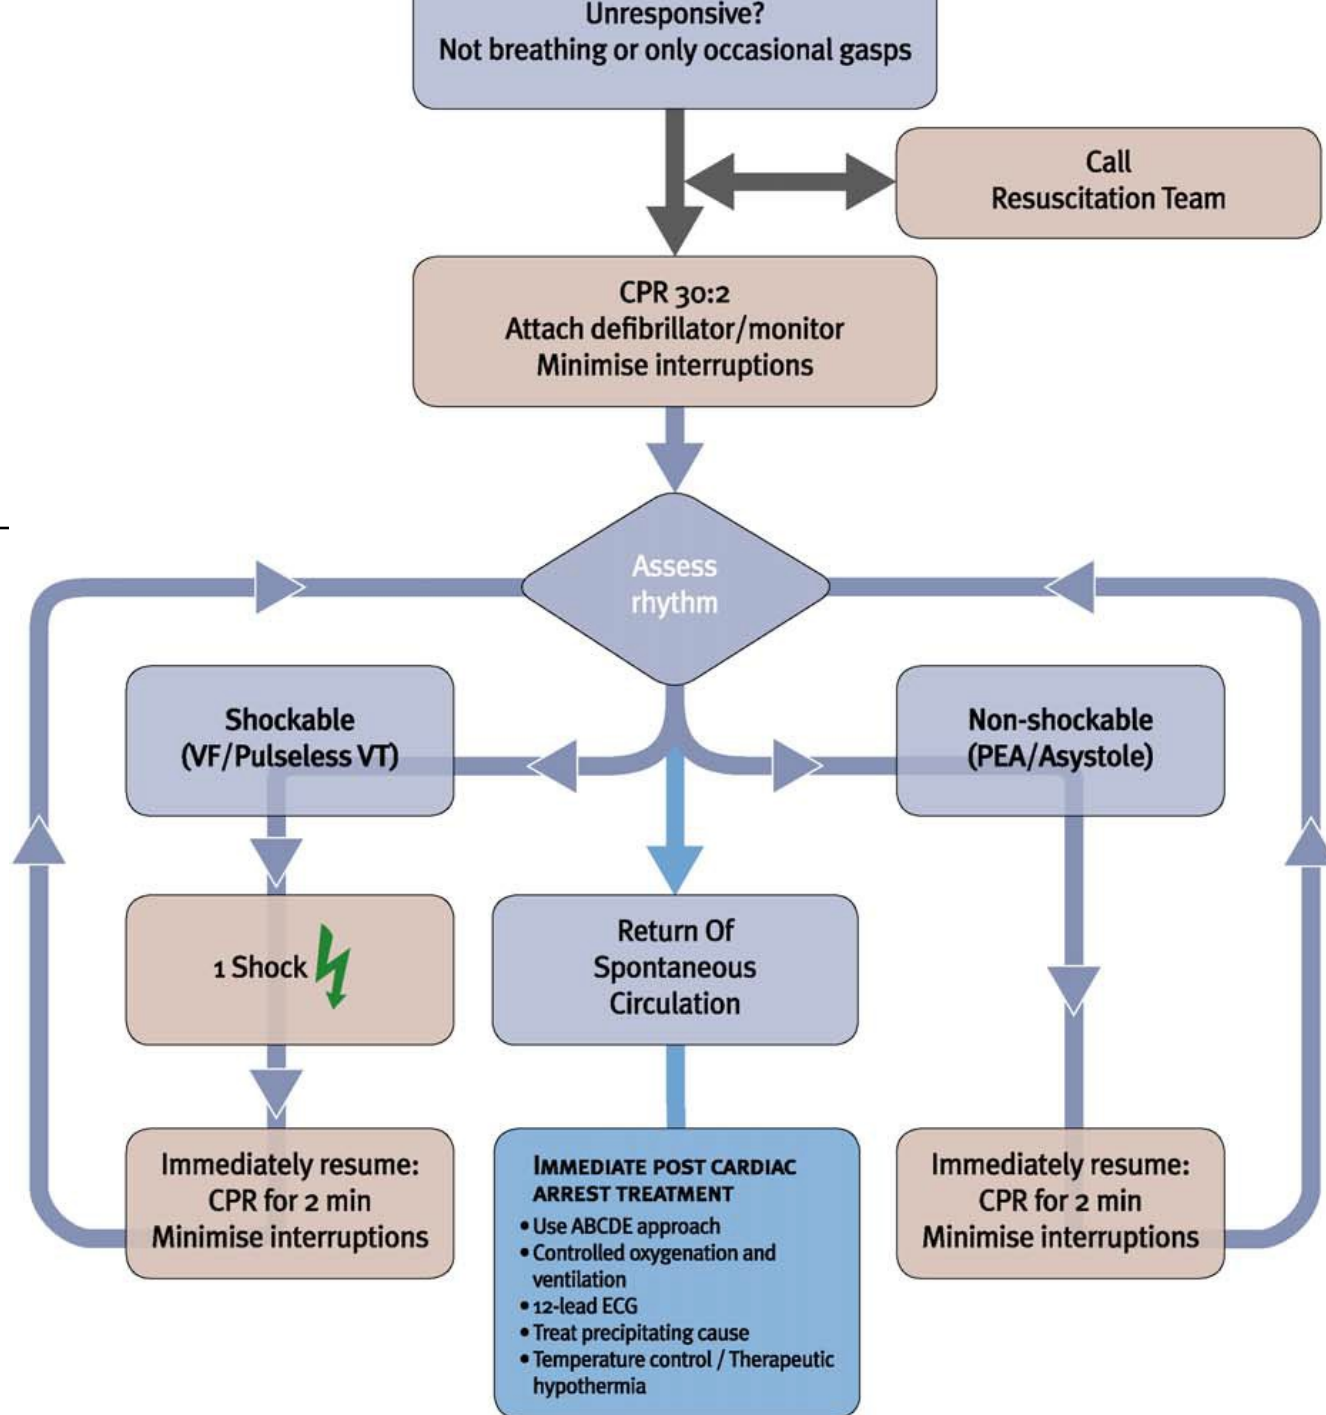 Unresponsive?
Not breathing or only occasional gasps
Call
Resuscitation Team
CPR 30:2
Attach defibrillator/monitor
Minimise interruptions
Assess
rhythm
Shockable
(VF/Pulseless VT)
Non-shockable
(PEA/Asystole)
1 Shock
Return Of
Spontaneous
Circulation
Immediately resume:
CPR for 2 min
Minimise interruptions
IMMEDIATE POST CARDIAC
ARREST TREATMENT
• Use ABCDE approach
• Controlled oxygenation and
ventilation
• 12-lead ECG
• Treat precipitating cause
• Temperature control / Therapeutic
hypothermia
Immediately resume:
CPR for 2 min
Minimise interruptions